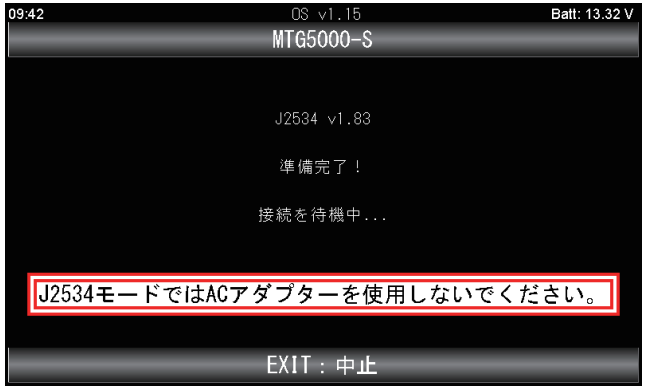 09:42 OS v1.15 Batt: 13.32 V
MTG5000-S
J2534 v1.83
準備完了！
接続を待機中...
J2534モードではACアダプターを使用しないでください。
EXIT：中止